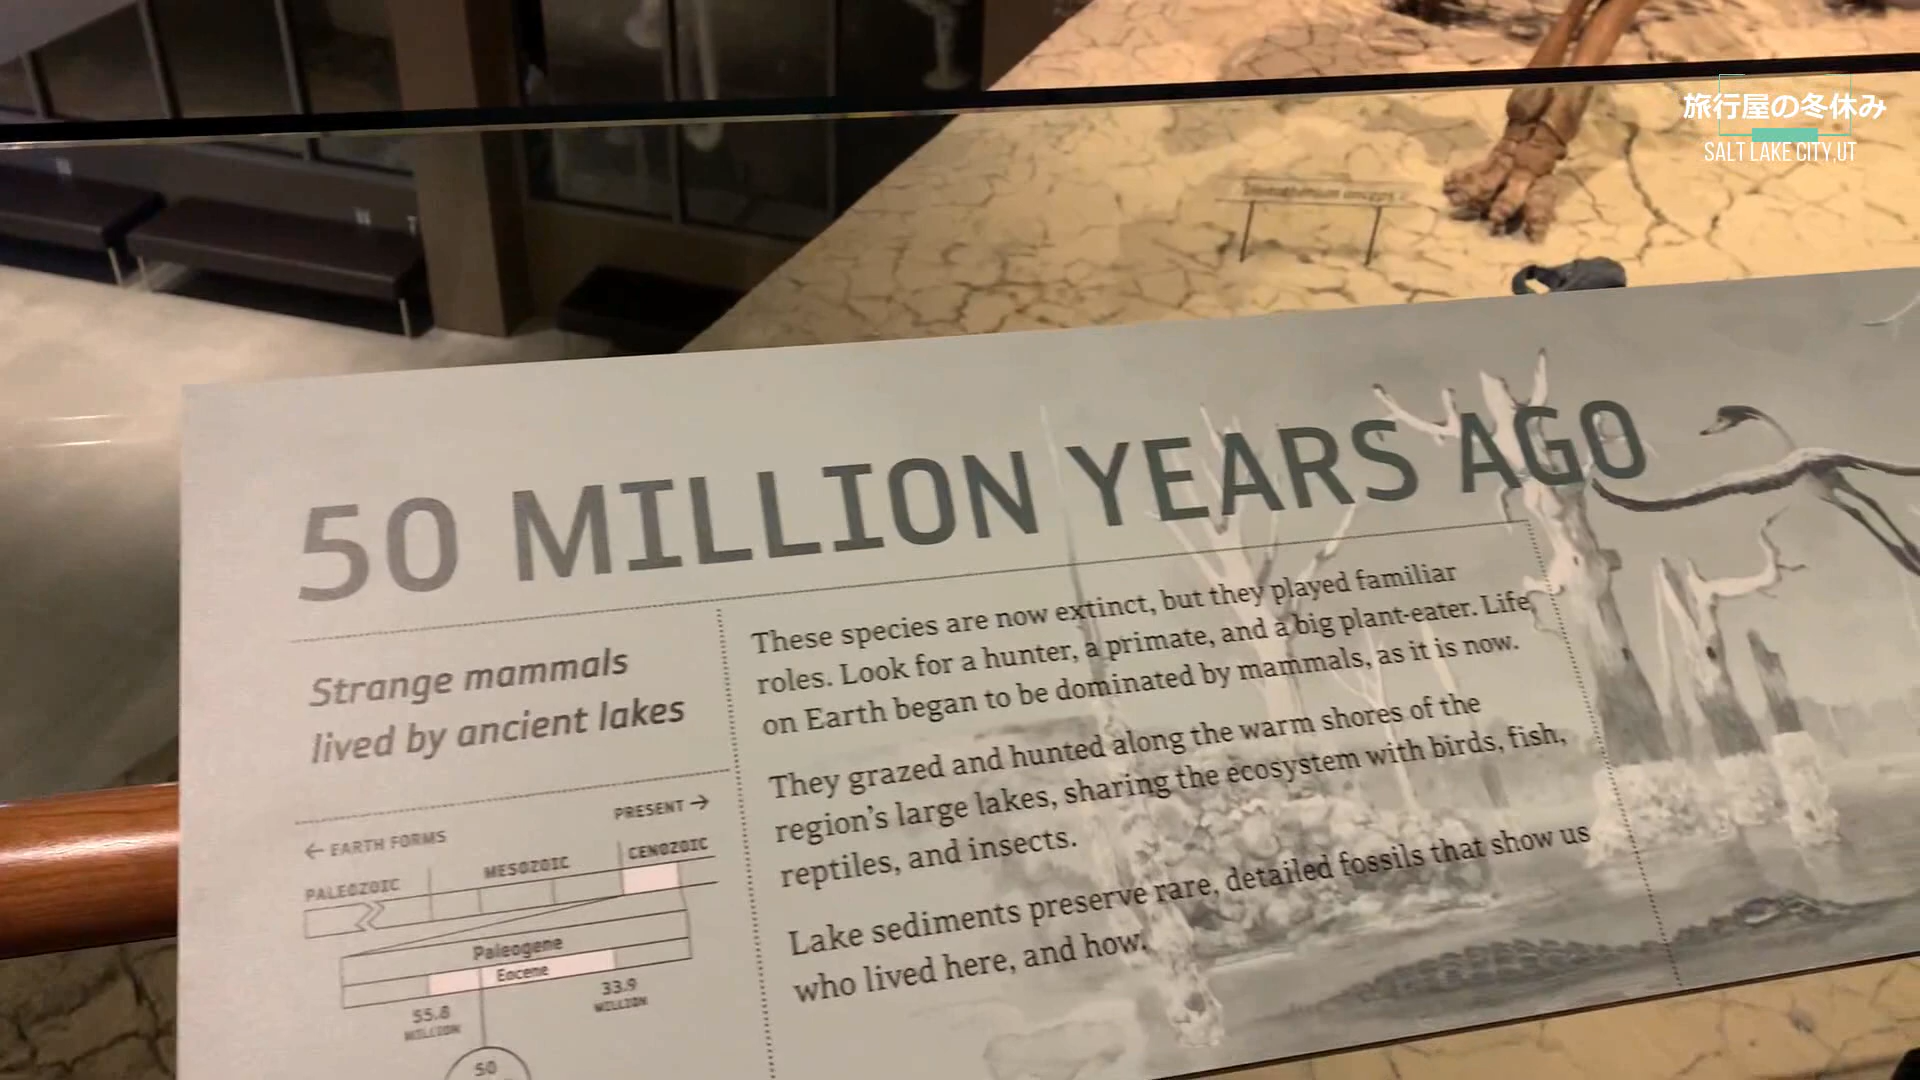 旅行屋の冬休み
SALT LAKE CITY,UT
50 MILLION YEARS AGO
Strange mammals
lived by ancient lakes
These species are now extinct, but they played familiar
roles. Look for a hunter, a primate, and a big plant-eater. Life
on Earth began to be dominated by mammals, as it is now.
They grazed and hunted along the warm shores of the
region's large lakes, sharing the ecosystem with birds, fish,
reptiles, and insects.
Lake sediments preserve rare, detailed fossils that show us
who lived here, and how.
PRESENT →
← EARTH FORMS
PALEOZOIC MESOZOIC CENOZOIC
Paleogene
Eocene
55.8 33.9
MILLION MILLION
50